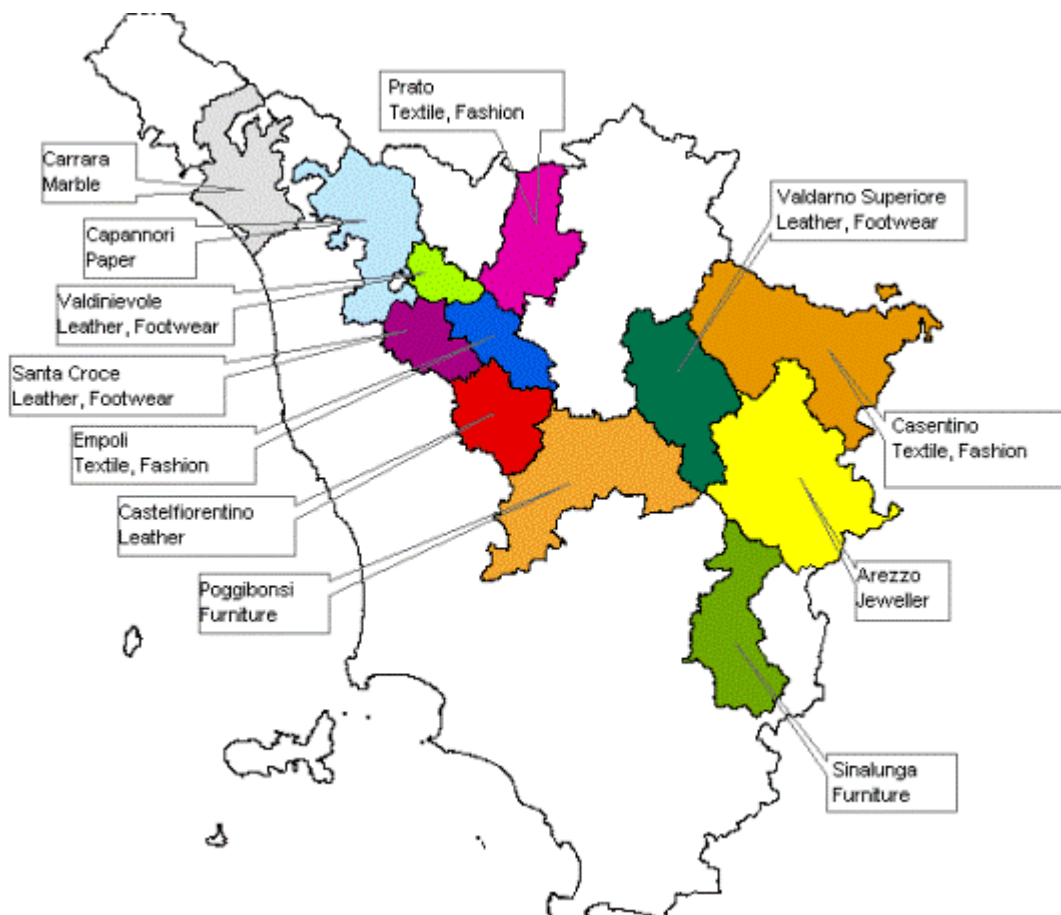 Prato
Textile, Fashion
Carrara
Marble
Valdarno Superiore
Leather, Footwear
Capannori
Paper
Valdinievole
Leather, Footwear
Santa Croce
Leather, Footwear
Empoli
Textile, Fashion
Casentino
Textile, Fashion
Castelfiorentino
Leather
Poggibonsi
Furniture
Arezzo
Jeweller
Sinalunga
Furniture